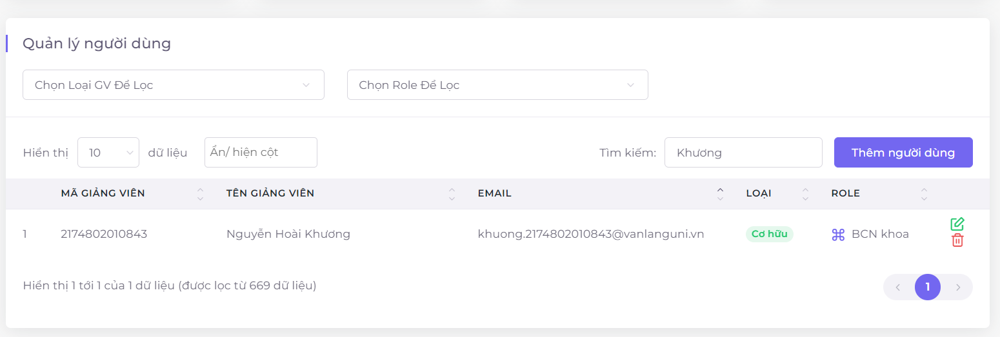 Quản lý người dùng
Chọn Loại GV Để Lọc Chọn Role Để Lọc
Hiển thị 10 dữ liệu Ẩn/ hiện cột Tìm kiếm: Khương Thêm người dùng
MÃ GIẢNG VIÊN TÊN GIẢNG VIÊN EMAIL LOẠI ROLE
1 2174802010843 Nguyễn Hoài Khương khuong.2174802010843@vanlanguni.vn Cơ hữu BCN khoa
Hiển thị 1 tới 1 của 1 dữ liệu (được lọc từ 669 dữ liệu) 1